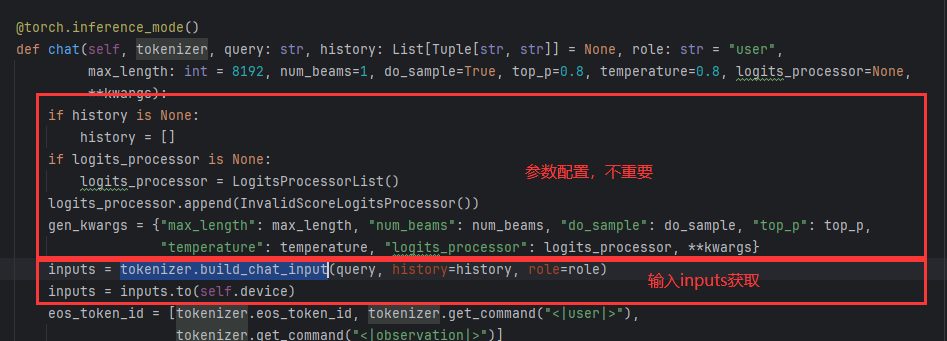 @torch.inference_mode()
def chat(self, tokenizer, query: str, history: List[Tuple[str, str]] = None, role: str = "user",
max_length: int = 8192, num_beams=1, do_sample=True, top_p=0.8, temperature=0.8, logits_processor=None,
**kwargs):
if history is None:
history = []
if logits_processor is None:
参数配置，不重要
logits_processor = LogitsProcessorList()
logits_processor.append(InvalidScoreLogitsProcessor())
gen_kwargs = {"max_length": max_length, "num_beams": num_beams, "do_sample": do_sample, "top_p": top_p,
"temperature": temperature, "logits_processor": logits_processor, **kwargs}
inputs = tokenizer.build_chat_input(query, history=history, role=role)
输入inputs获取
inputs = inputs.to(self.device)
eos_token_id = [tokenizer.eos_token_id, tokenizer.get_command("<|user|>"),
tokenizer.get_command("<|observation|>")]